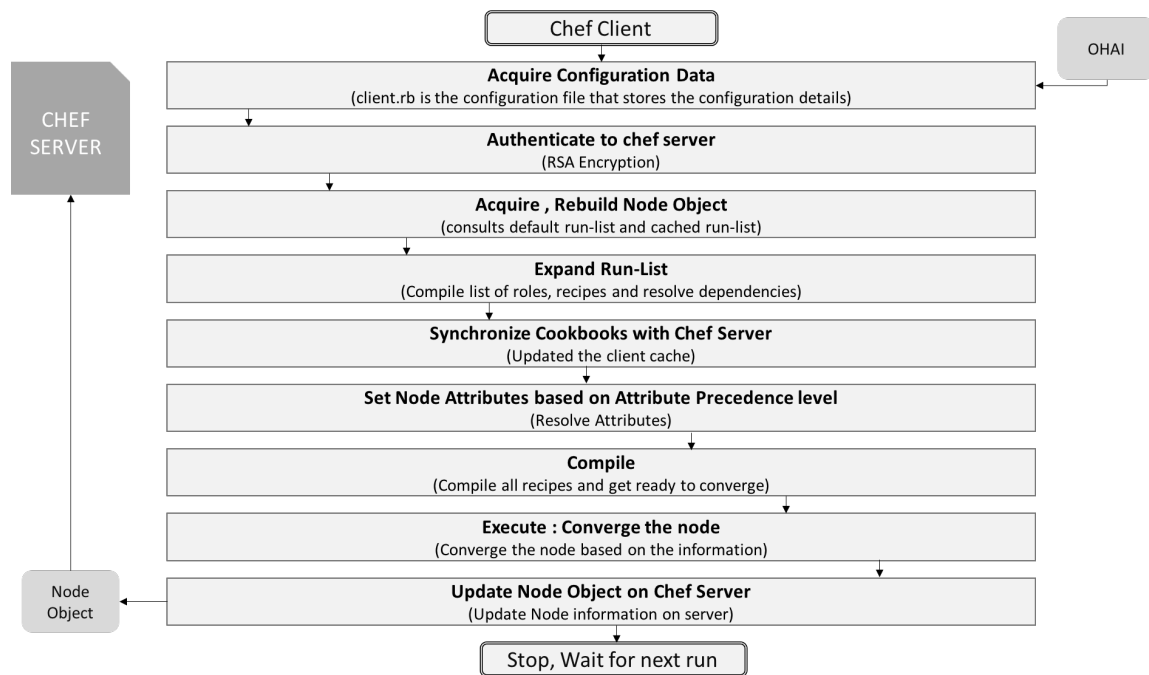 Chef Client
OHAI
Acquire Configuration Data
(client.rb is the configuration file that stores the configuration details)
CHEF
SERVER
Authenticate to chef server
(RSA Encryption)
Acquire , Rebuild Node Object
(consults default run-list and cached run-list)
Expand Run-List
(Compile list of roles, recipes and resolve dependencies)
Synchronize Cookbooks with Chef Server
(Updated the client cache)
Set Node Attributes based on Attribute Precedence level
(Resolve Attributes)
Compile
(Compile all recipes and get ready to converge)
Execute : Converge the node
(Converge the node based on the information)
Node
Object
Update Node Object on Chef Server
(Update Node information on server)
Stop, Wait for next run